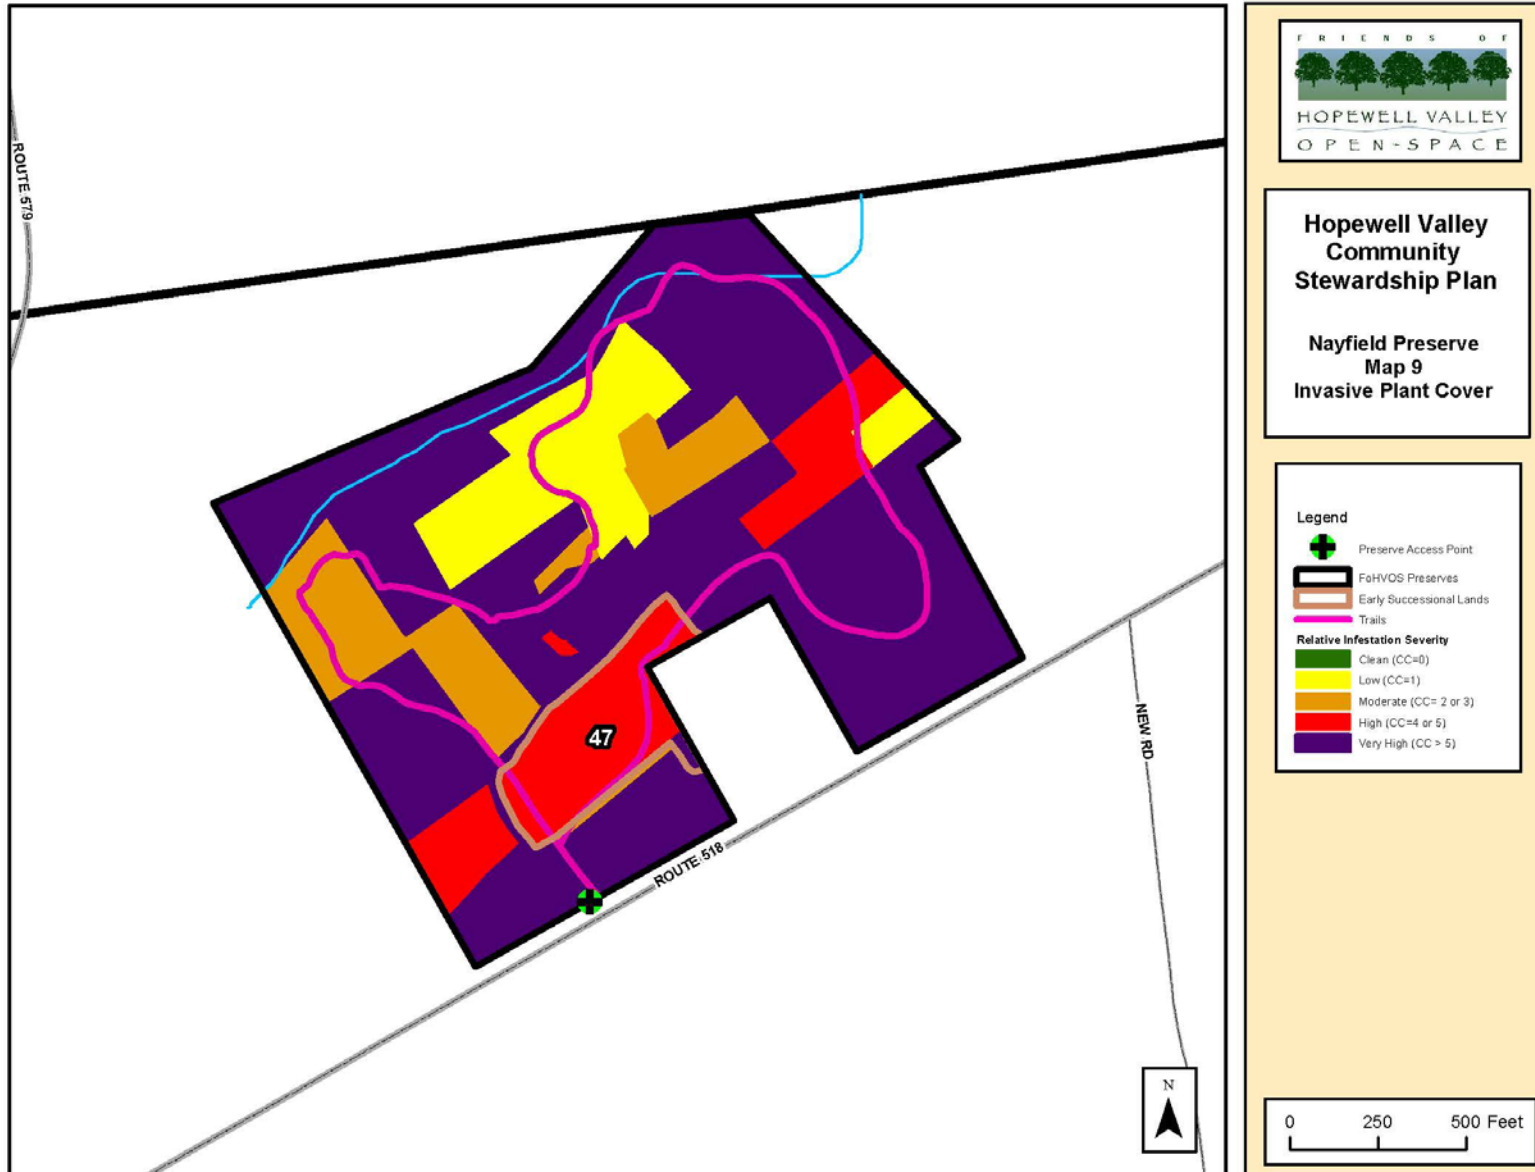 ROUTE 579
47
ROUTE 518
NEW RD
N
FRIENDS OF
HOPEWELL VALLEY
OPEN-SPACE
Hopewell Valley
Community
Stewardship Plan
Nayfield Preserve
Map 9
Invasive Plant Cover
Legend
Preserve Access Point
FoHVOS Preserves
Early Successional Lands
Trails
Relative Infestation Severity
Clean (CC=0)
Low (CC=1)
Moderate (CC= 2 or 3)
High (CC=4 or 5)
Very High (CC > 5)
0 250 500 Feet